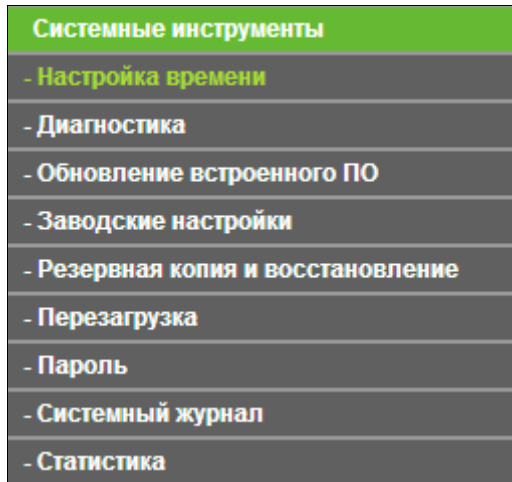 Системные инструменты
- Настройка времени
- Диагностика
- Обновление встроенного ПО
- Заводские настройки
- Резервная копия и восстановление
- Перезагрузка
- Пароль
- Системный журнал
- Статистика